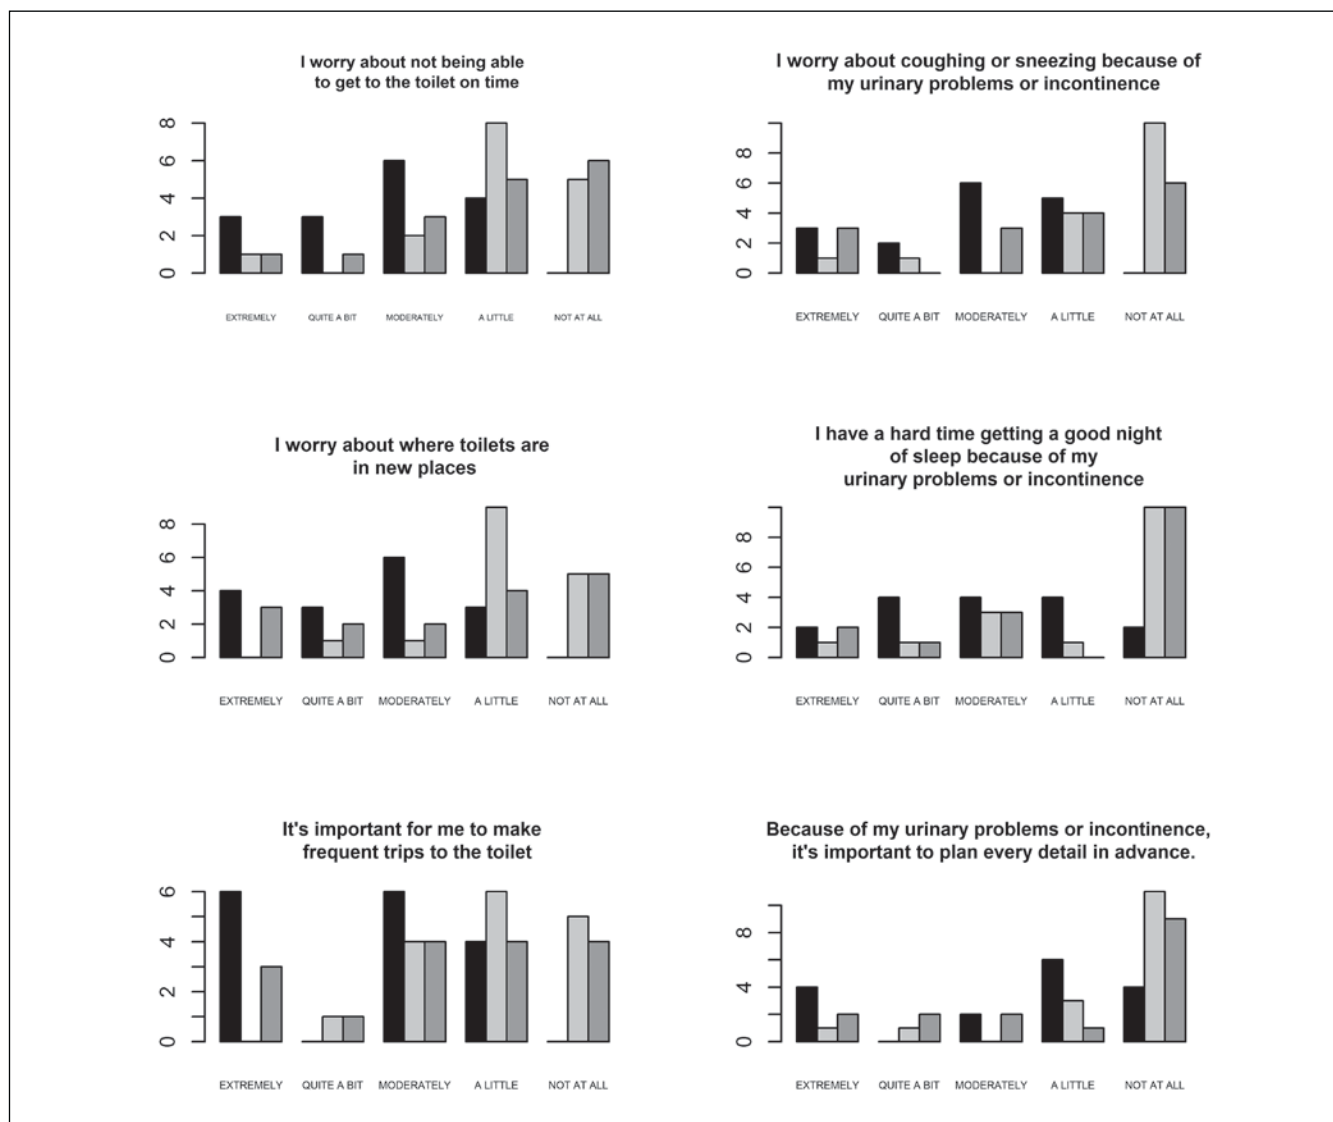 I worry about not being able
to get to the toilet on time
8
6
4
2
0
EXTREMELY QUITE A BIT MODERATELY A LITTLE NOT AT ALL
I worry about coughing or sneezing because of
my urinary problems or incontinence
8
6
4
2
0
EXTREMELY QUITE A BIT MODERATELY A LITTLE NOT AT ALL
I worry about where toilets are
in new places
8
6
4
2
0
EXTREMELY QUITE A BIT MODERATELY A LITTLE NOT AT ALL
I have a hard time getting a good night
of sleep because of my
urinary problems or incontinence
8
6
4
2
0
EXTREMELY QUITE A BIT MODERATELY A LITTLE NOT AT ALL
It's important for me to make
frequent trips to the toilet
6
4
2
0
EXTREMELY QUITE A BIT MODERATELY A LITTLE NOT AT ALL
Because of my urinary problems or incontinence,
it's important to plan every detail in advance.
8
4
0
EXTREMELY QUITE A BIT MODERATELY A LITTLE NOT AT ALL